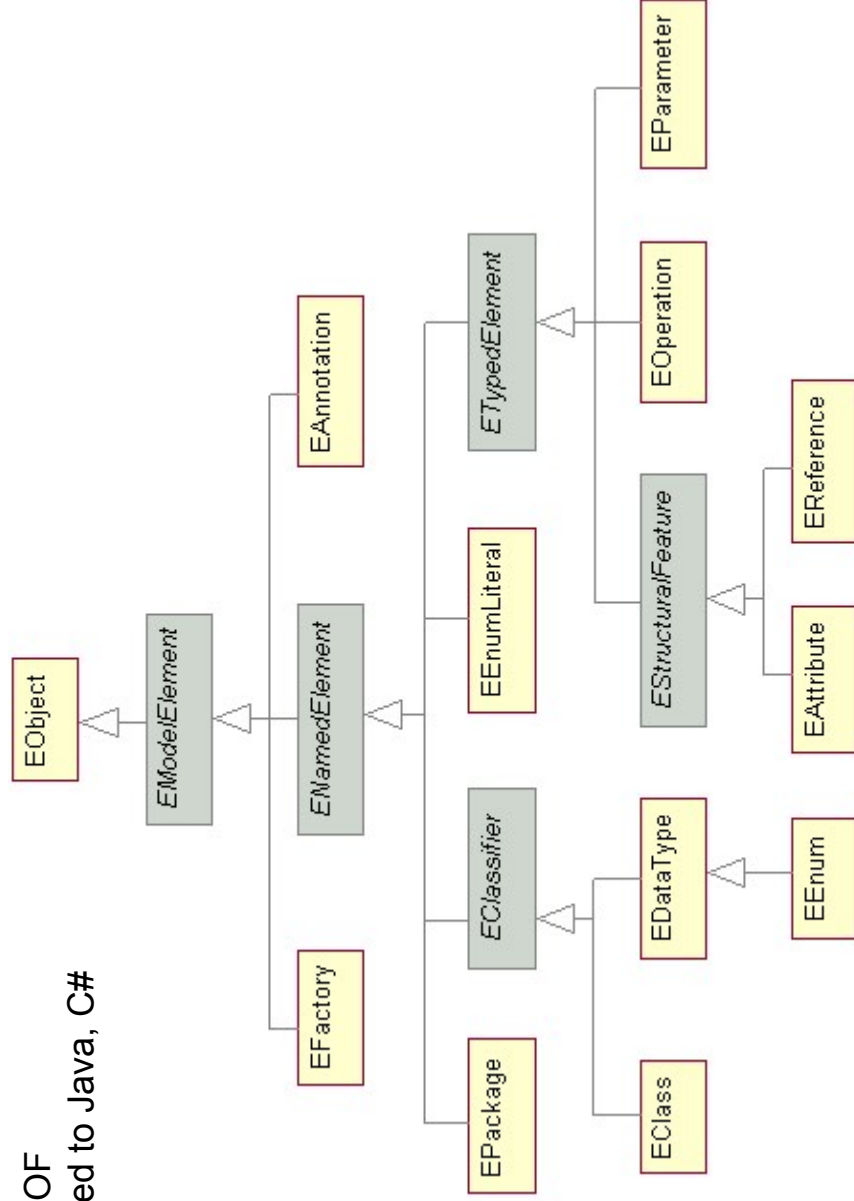 OF
ed to Java, C#
EObject
EModelElement
EFactory
ENamedElement
EAnnotation
EPackage
EClassifier
EEnumLiteral
ETypedElement
EClass
EDataType
EStructuralFeature
EOperation
EParameter
EEnum
EAttribute
EReference